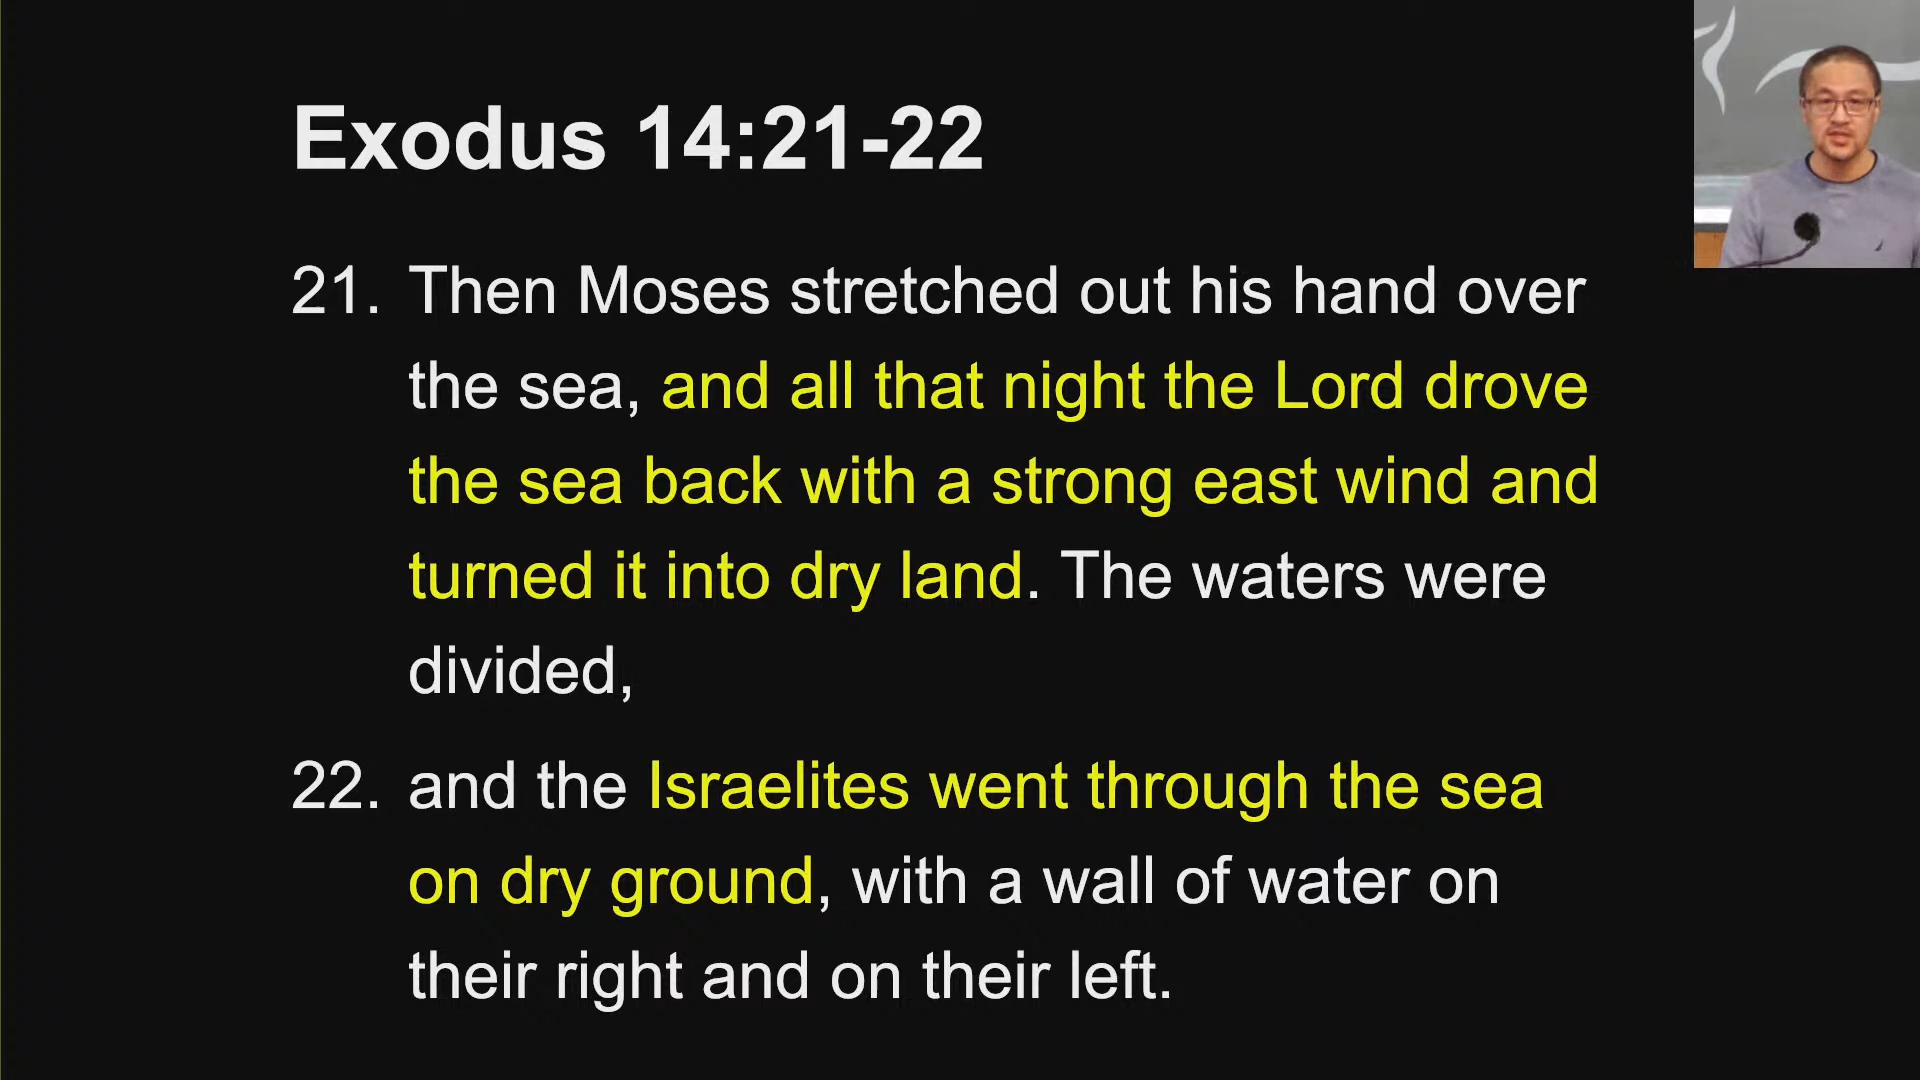 Exodus 14:21-22
21. Then Moses stretched out his hand over
the sea, and all that night the Lord drove
the sea back with a strong east wind and
turned it into dry land. The waters were
divided,
22. and the Israelites went through the sea
on dry ground, with a wall of water on
their right and on their left.